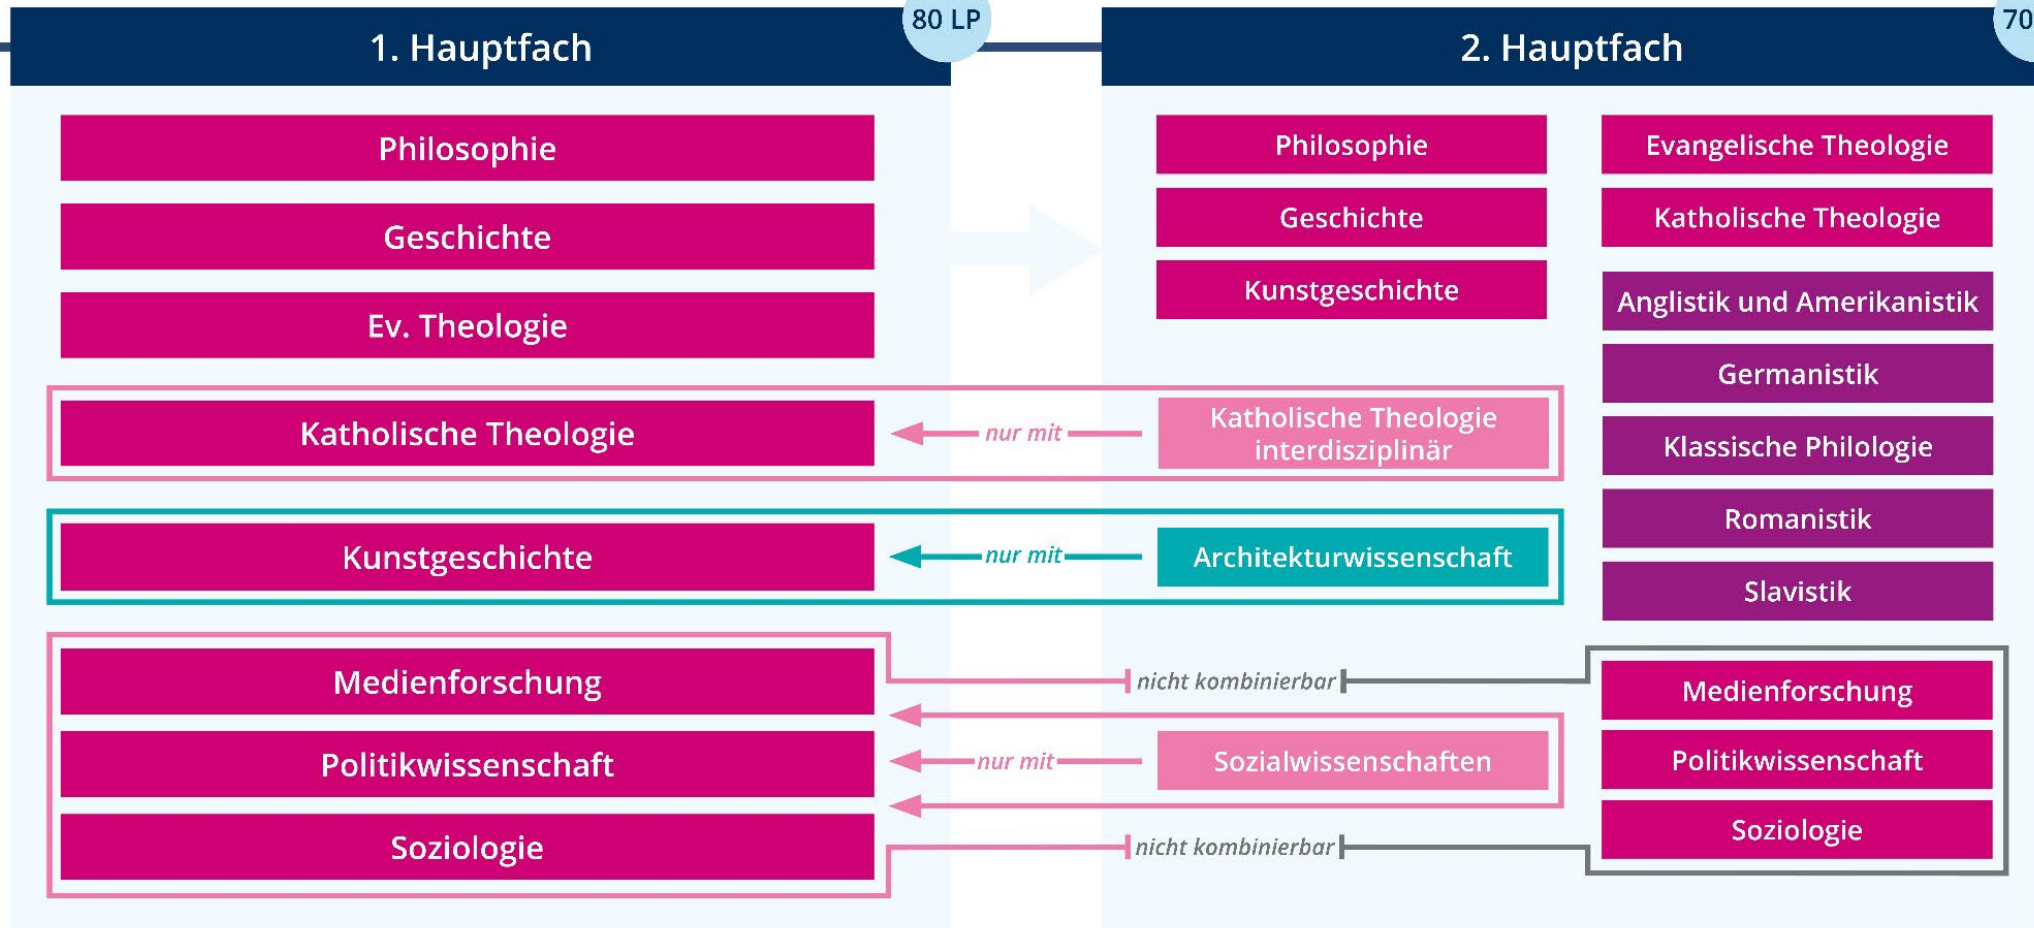 80 LP
70
1. Hauptfach
2. Hauptfach
Philosophie
Geschichte
Ev. Theologie
Katholische Theologie
Kunstgeschichte
Medienforschung
Politikwissenschaft
Soziologie
nur mit
nur mit
nicht kombinierbar
nur mit
nicht kombinierbar
Philosophie
Geschichte
Kunstgeschichte
Katholische Theologie
interdisziplinär
Architekturwissenschaft
Sozialwissenschaften
Evangelische Theologie
Katholische Theologie
Anglistik und Amerikanistik
Germanistik
Klassische Philologie
Romanistik
Slavistik
Medienforschung
Politikwissenschaft
Soziologie